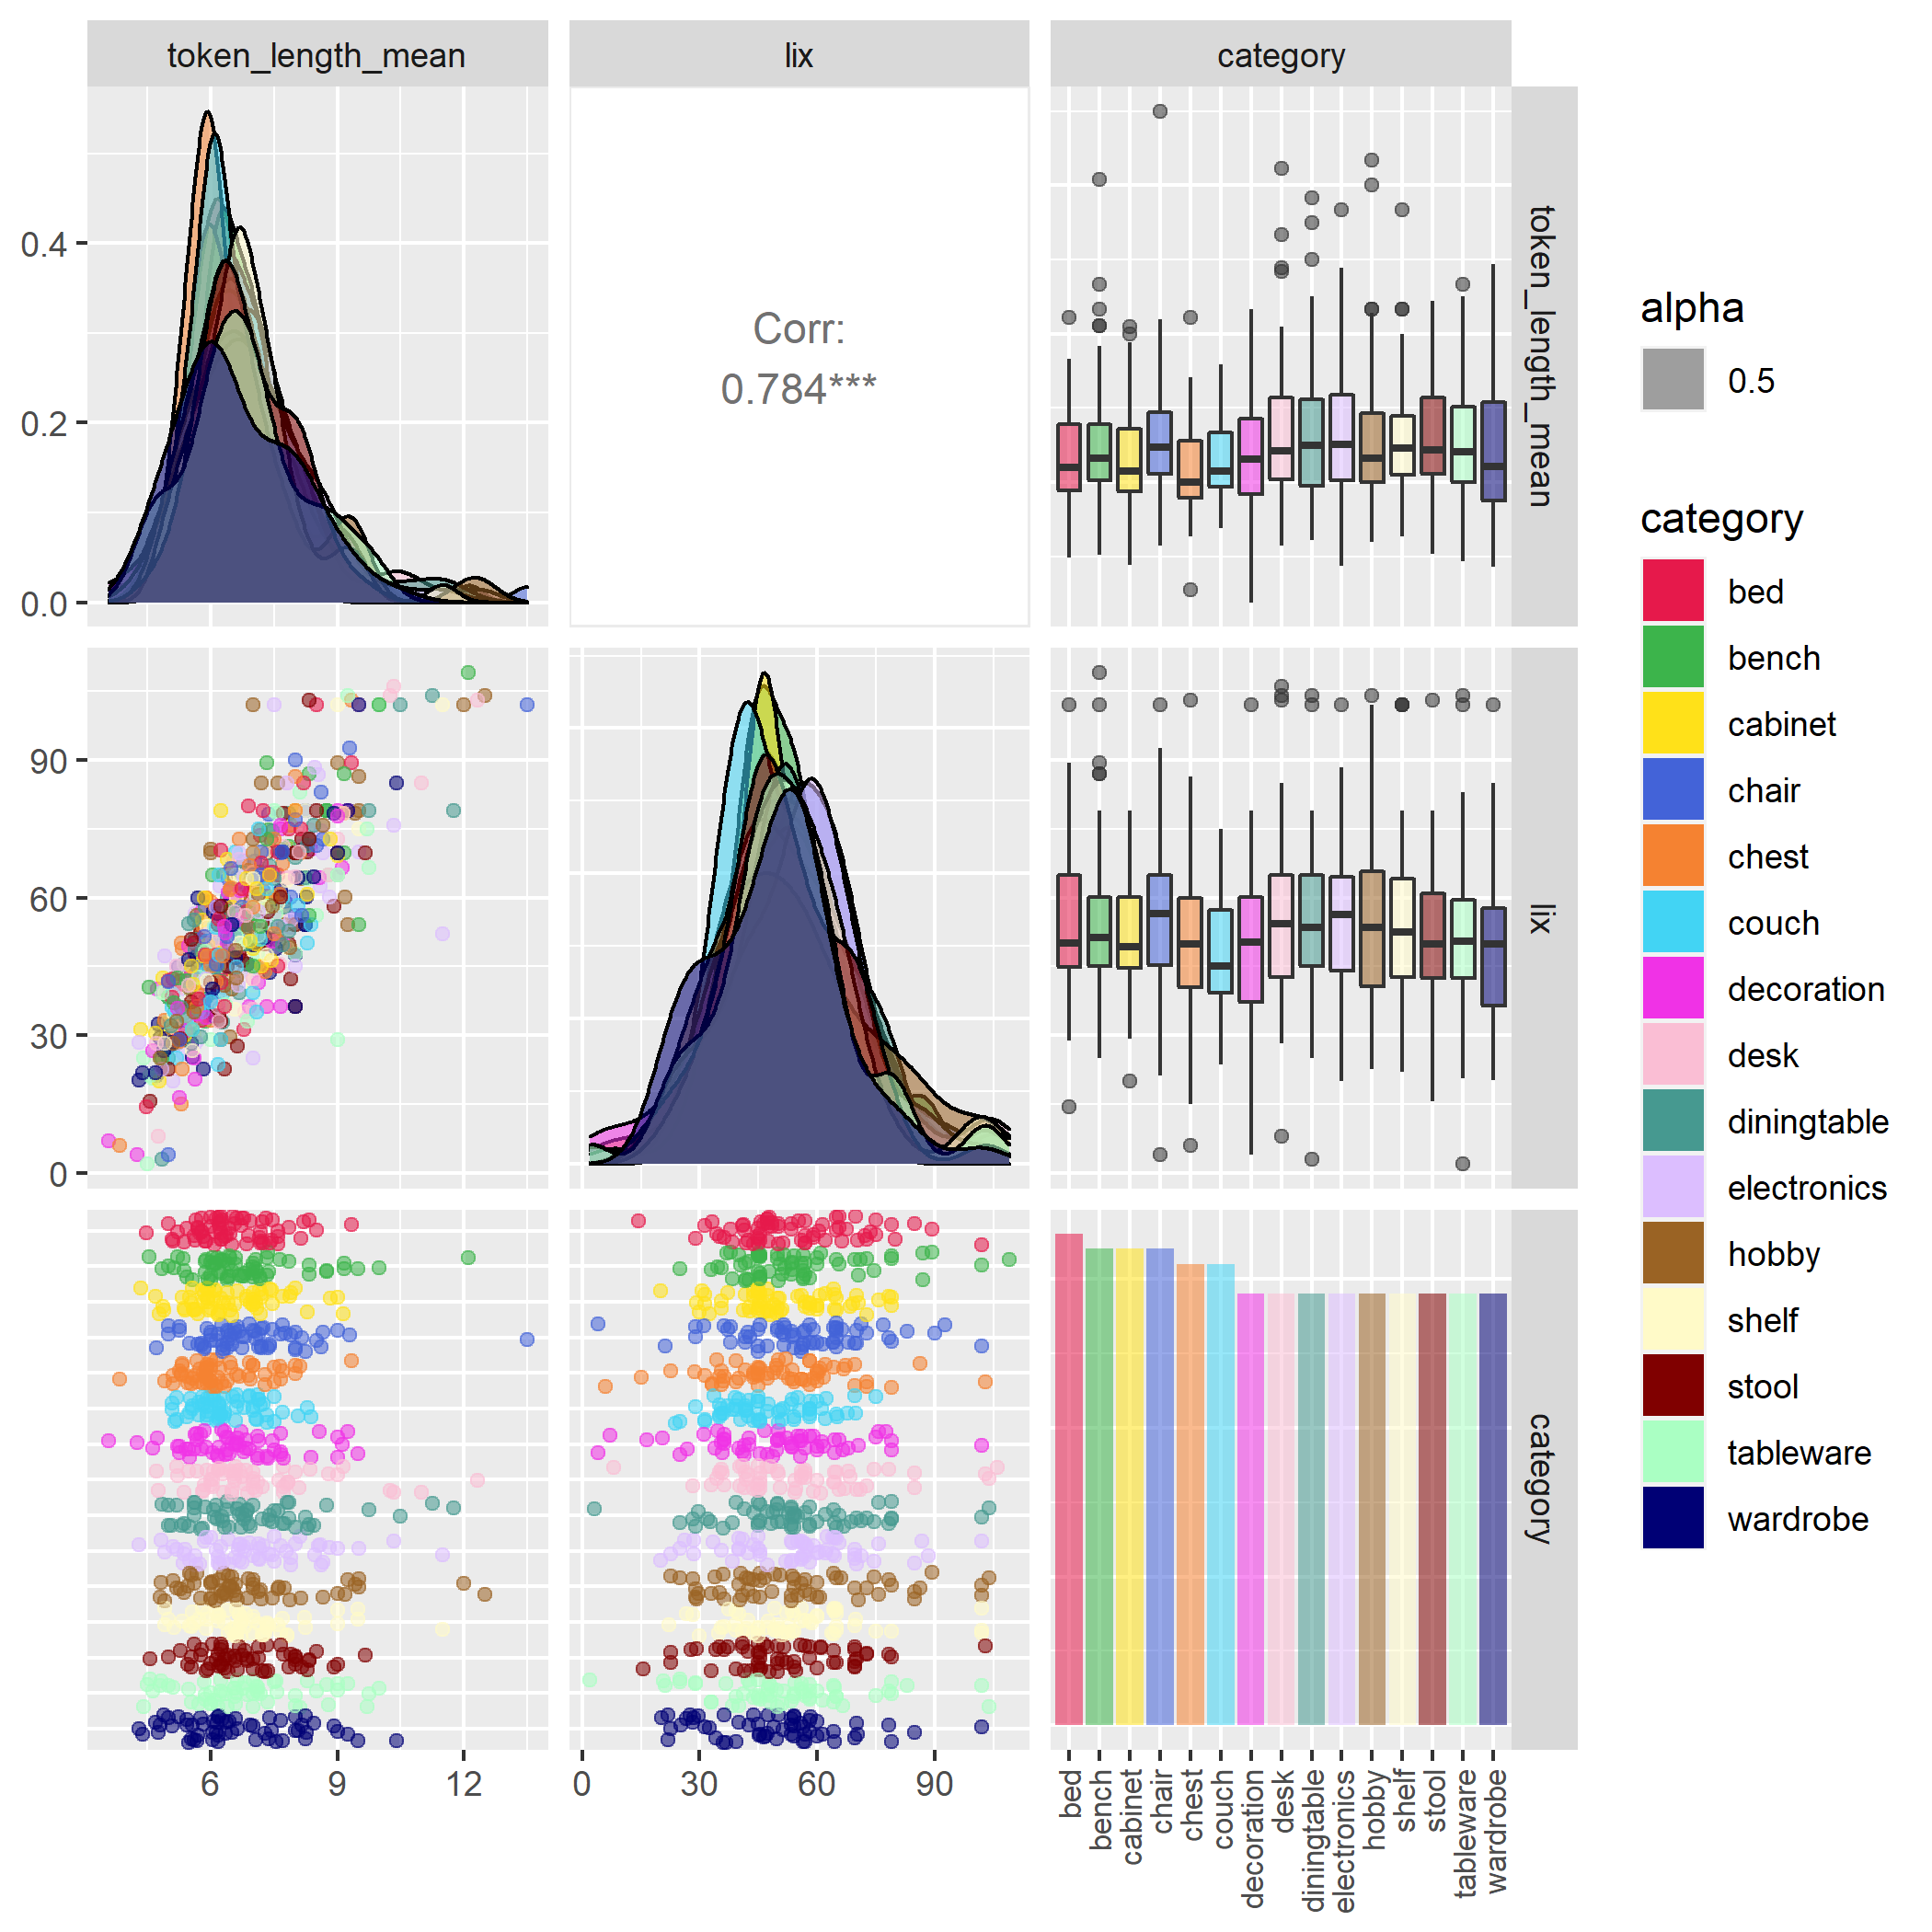 token_length_mean
lix
category
0.4
0.2
0.0
Corr:
0.784***
token_length_mean
90
60
30
0
lix
category
6
9
12
0
30
60
90
bed
bench
cabinet
chair
chest
couch
decoration
desk
diningtable
electronics
hobby
shelf
stool
tableware
wardrobe
alpha
0.5
category
bed
bench
cabinet
chair
chest
couch
decoration
desk
diningtable
electronics
hobby
shelf
stool
tableware
wardrobe